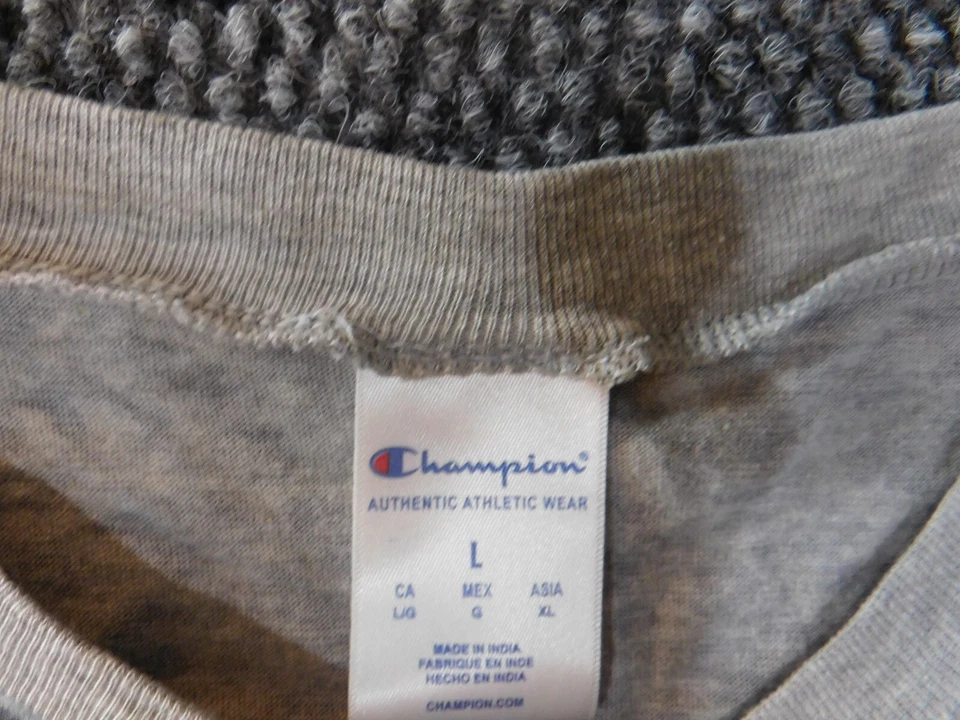 Champion®
AUTHENTIC ATHLETIC WEAR
L
CA MEX ASIA
L/G G XL
MADE IN INDIA
FABRIQUE EN INDE
HECHO EN INDIA
CHAMPION.COM